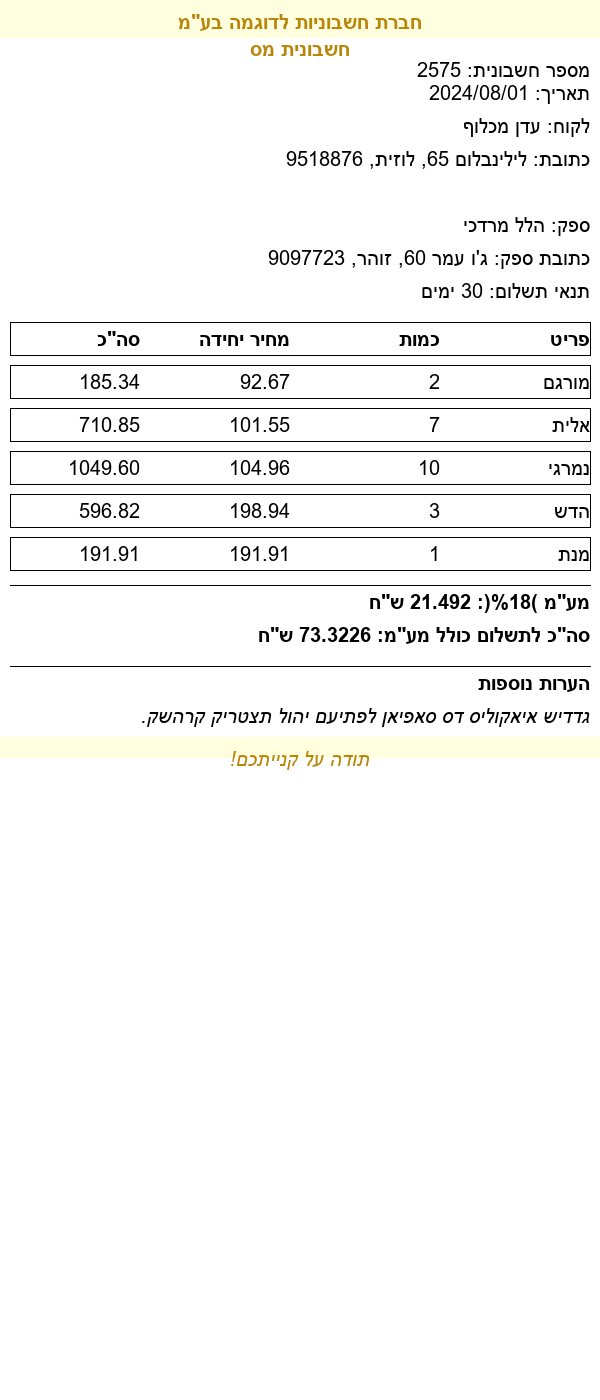 חברת חשבוניות לדוגמה בע"מ
חשבונית מס
מספר חשבונית: 2575
תאריך: 2024/08/01
לקוח: עדן מכלוף
כתובת: לילינבלום 65, לוזית, 9518876
ספק: הלל מרדכי
כתובת ספק: ג'ו עמר 60, זוהר, 9097723
תנאי תשלום: 30 ימים
פריט כמות מחיר יחידה סה"כ
מורגם 2 92.67 185.34
אלית 7 101.55 710.85
נמרגי 10 104.96 1049.60
הדש 3 198.94 596.82
מנת 1 191.91 191.91
מע"מ )18%(: 21.492 ש"ח
סה"כ לתשלום כולל מע"מ: 73.3226 ש"ח
הערות נוספות
גדדיש איאקוליס דס סאפיאן לפתיעם יהול תצטריק קרהשק.
תודה על קנייתכם!